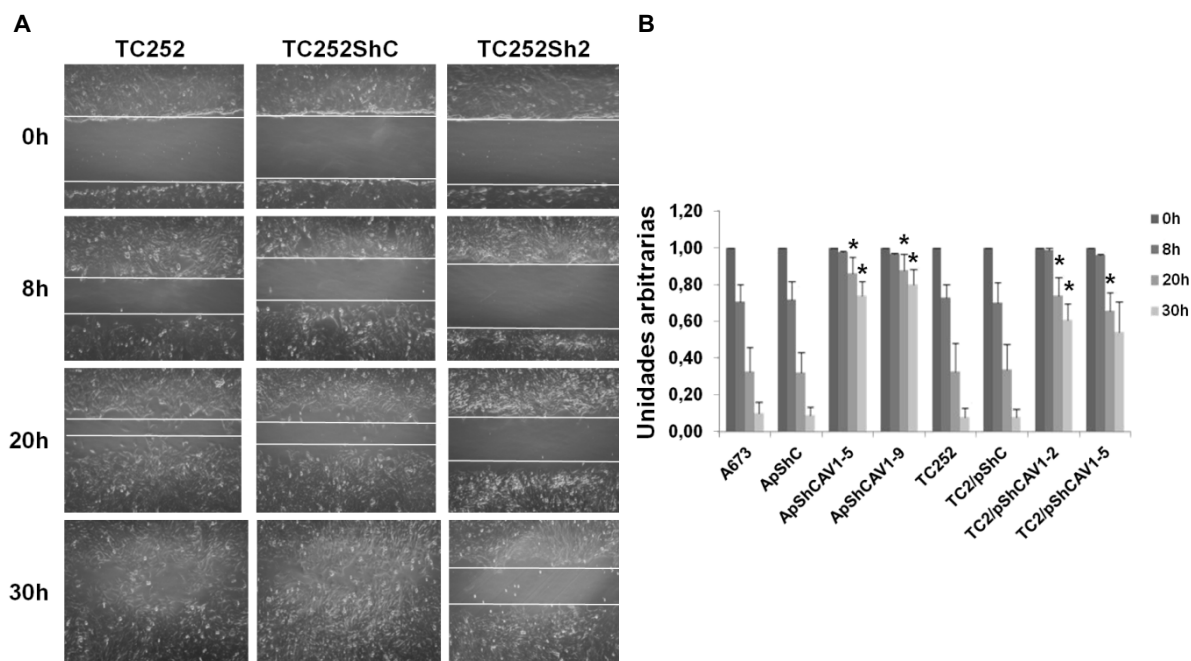 A
TC252 TC252ShC TC252Sh2
0h
8h
20h
30h
B
Unidades arbitrarias
1,20
1,00
0,80
0,60
0,40
0,20
0,00
* * * * * * *
A673
ApShC
ApShCAV1-5
ApShCAV1-9
TC252
TC2/pShC
TC2/pShCAV1-2
TC2/pShCAV1-5
0h
8h
20h
30h